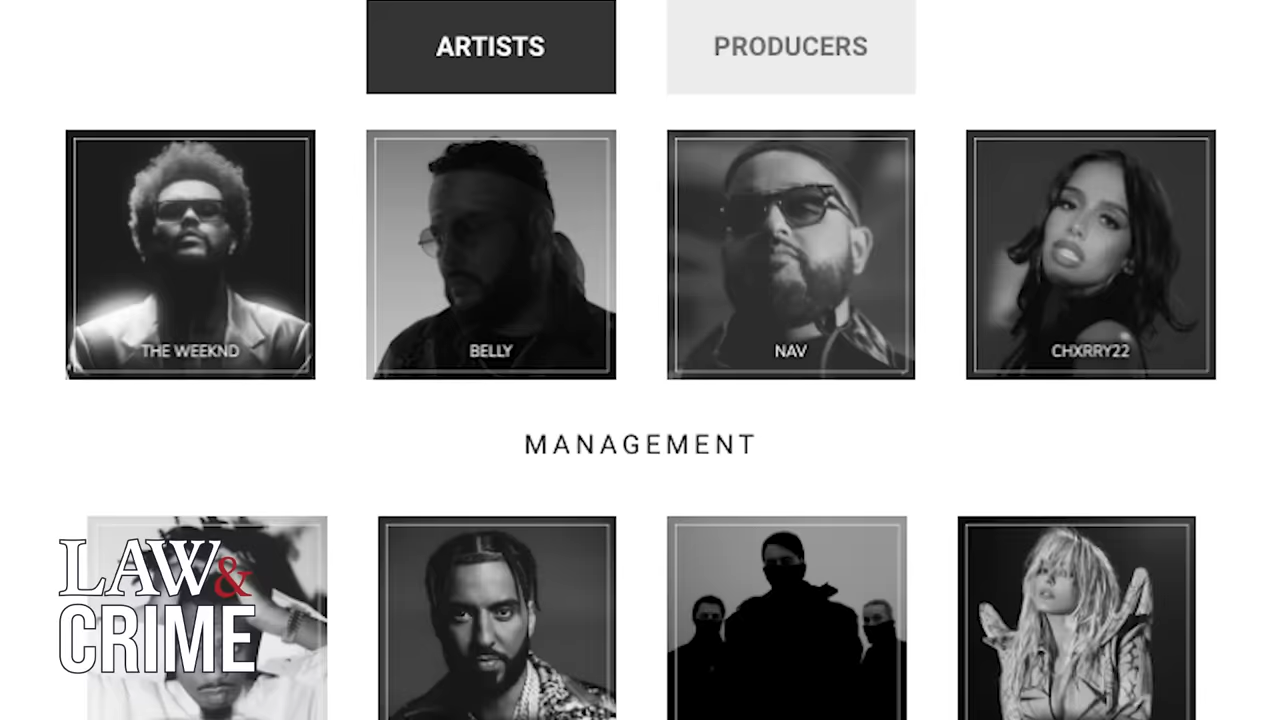 ARTISTS
PRODUCERS
THE WEEKND
BELLY
NAV
CHXRRY22
MANAGEMENT
LAW&
CRIME